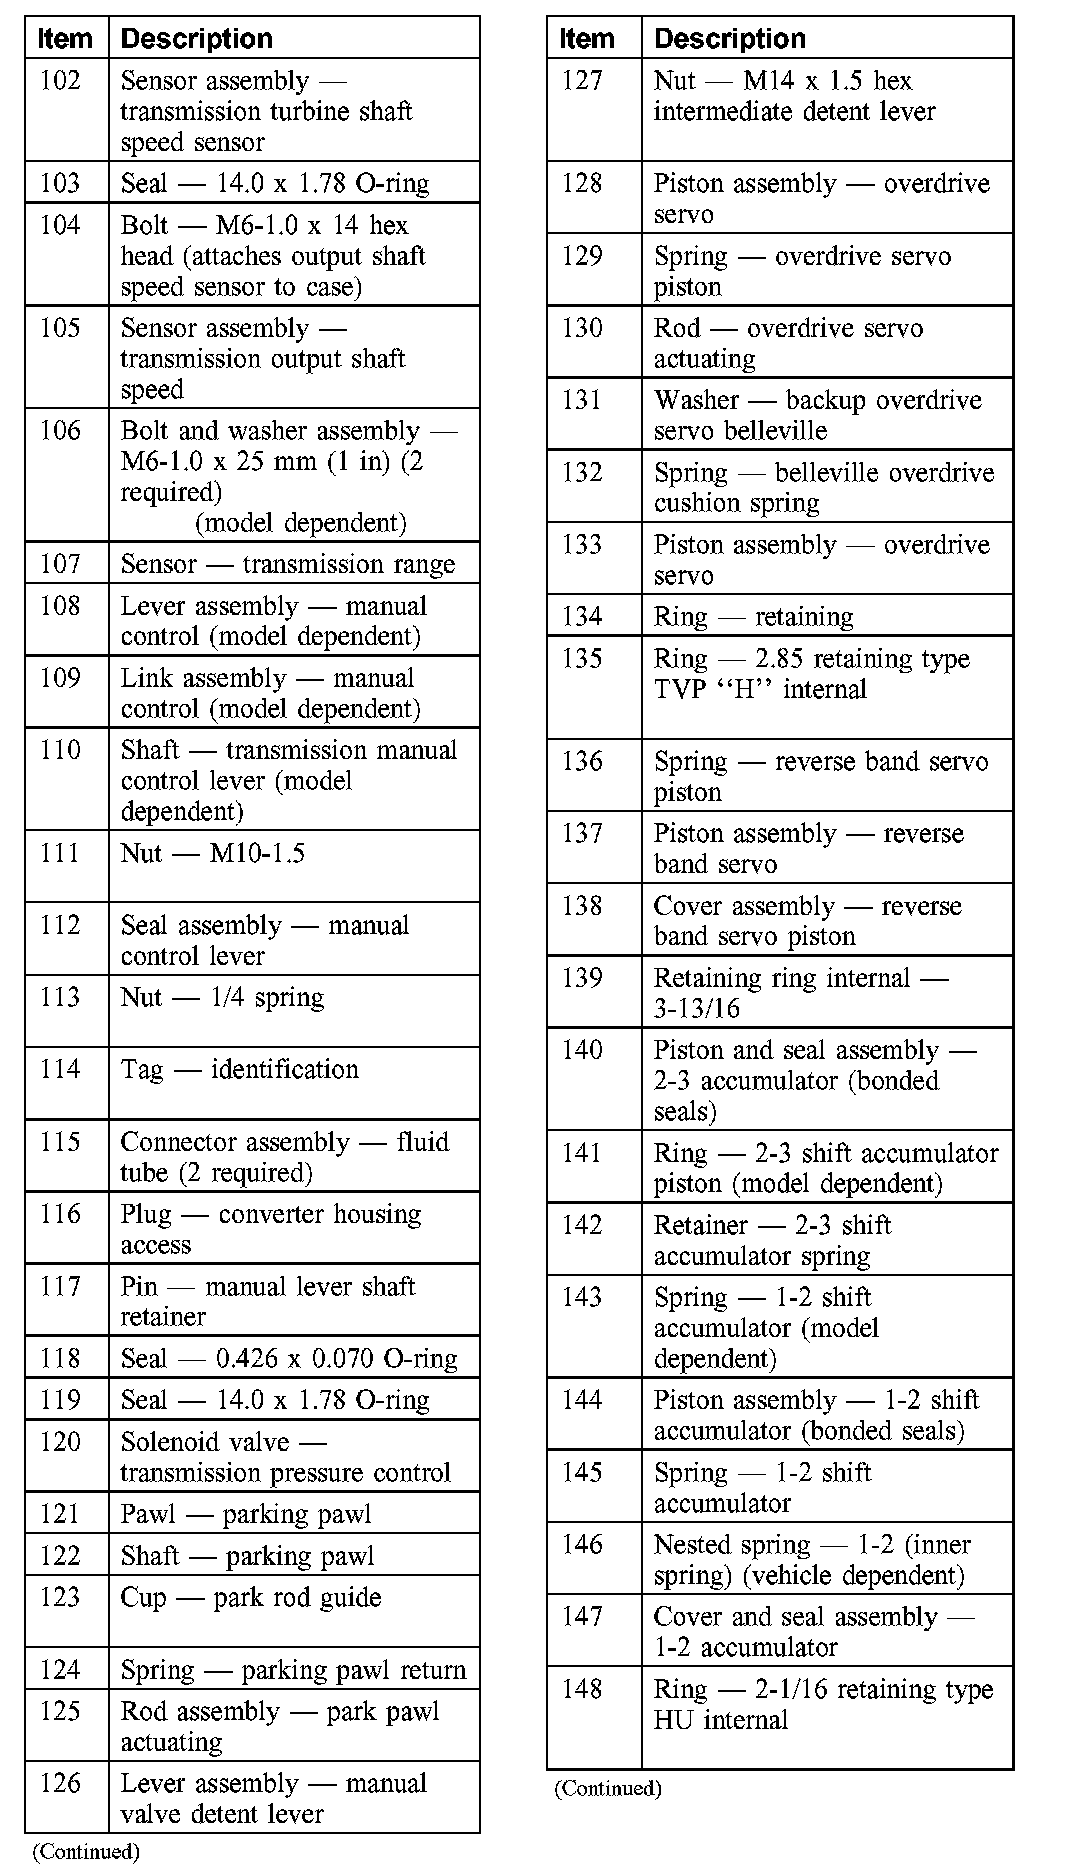 Item Description
102 Sensor assembly —
transmission turbine shaft
speed sensor
103 Seal — 14.0 x 1.78 O-ring
104 Bolt — M6-1.0 x 14 hex
head (attaches output shaft
speed sensor to case)
105 Sensor assembly —
transmission output shaft
speed
106 Bolt and washer assembly —
M6-1.0 x 25 mm (1 in) (2
required)
(model dependent)
107 Sensor — transmission range
108 Lever assembly — manual
control (model dependent)
109 Link assembly — manual
control (model dependent)
110 Shaft — transmission manual
control lever (model
dependent)
111 Nut — M10-1.5
112 Seal assembly — manual
control lever
113 Nut — 1/4 spring
114 Tag — identification
115 Connector assembly — fluid
tube (2 required)
116 Plug — converter housing
access
117 Pin — manual lever shaft
retainer
118 Seal — 0.426 x 0.070 O-ring
119 Seal — 14.0 x 1.78 O-ring
120 Solenoid valve —
transmission pressure control
121 Pawl — parking pawl
122 Shaft — parking pawl
123 Cup — park rod guide
124 Spring — parking pawl return
125 Rod assembly — park pawl
actuating
126 Lever assembly — manual
valve detent lever
(Continued)
Item Description
127 Nut — M14 x 1.5 hex
intermediate detent lever
128 Piston assembly — overdrive
servo
129 Spring — overdrive servo
piston
130 Rod — overdrive servo
actuating
131 Washer — backup overdrive
servo belleville
132 Spring — belleville overdrive
cushion spring
133 Piston assembly — overdrive
servo
134 Ring — retaining
135 Ring — 2.85 retaining type
TVP “H” internal
136 Spring — reverse band servo
piston
137 Piston assembly — reverse
band servo
138 Cover assembly — reverse
band servo piston
139 Retaining ring internal —
3-13/16
140 Piston and seal assembly —
2-3 accumulator (bonded
seals)
141 Ring — 2-3 shift accumulator
piston (model dependent)
142 Retainer — 2-3 shift
accumulator spring
143 Spring — 1-2 shift
accumulator (model
dependent)
144 Piston assembly — 1-2 shift
accumulator (bonded seals)
145 Spring — 1-2 shift
accumulator
146 Nested spring — 1-2 (inner
spring) (vehicle dependent)
147 Cover and seal assembly —
1-2 accumulator
148 Ring — 2-1/16 retaining type
HU internal
(Continued)